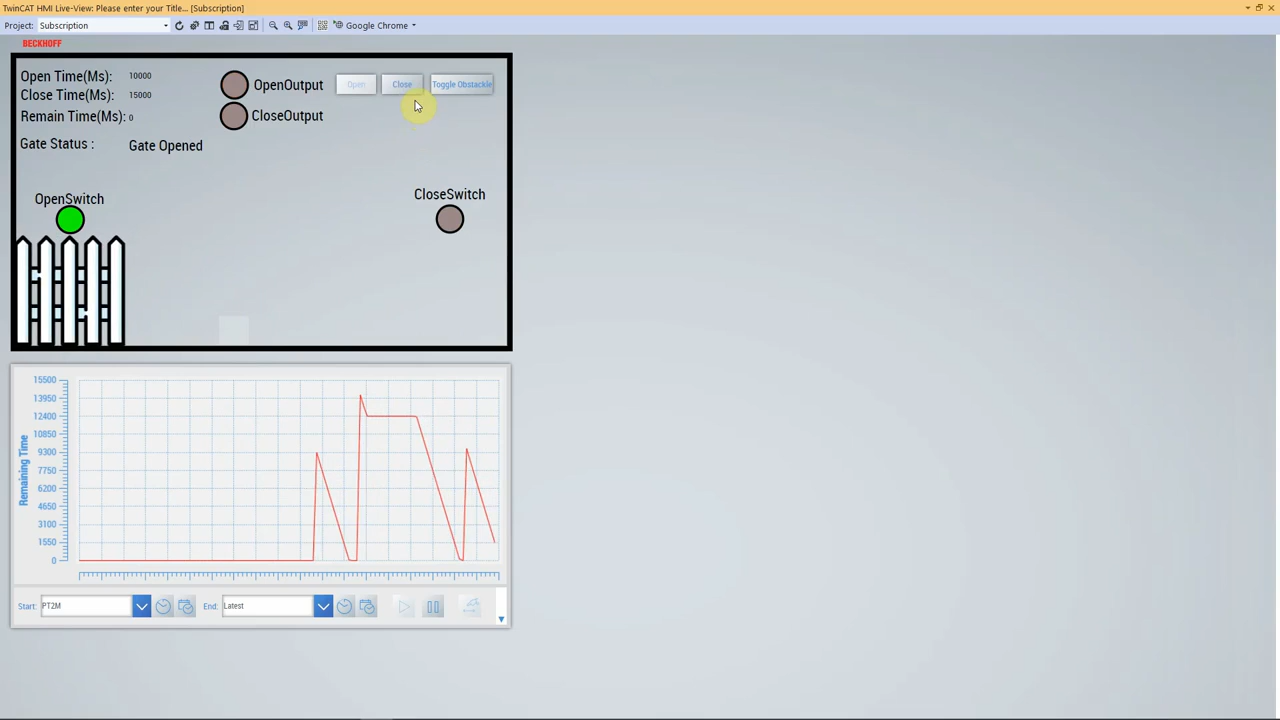 TwinCAT HMI Live-View: Please enter your Title... [Subscription]
Project: Subscription Google Chrome
BECKHOFF
Open Time(Ms): 10000
Close Time(Ms): 15000
Remain Time(Ms): 0
OpenOutput
CloseOutput
Open Close Toggle Obstackle
Gate Status : Gate Opened
OpenSwitch
CloseSwitch
Remaining Time
15500
13950
12400
10850
9300
7750
6200
4650
3100
1550
0
Start: PT2M End: Latest